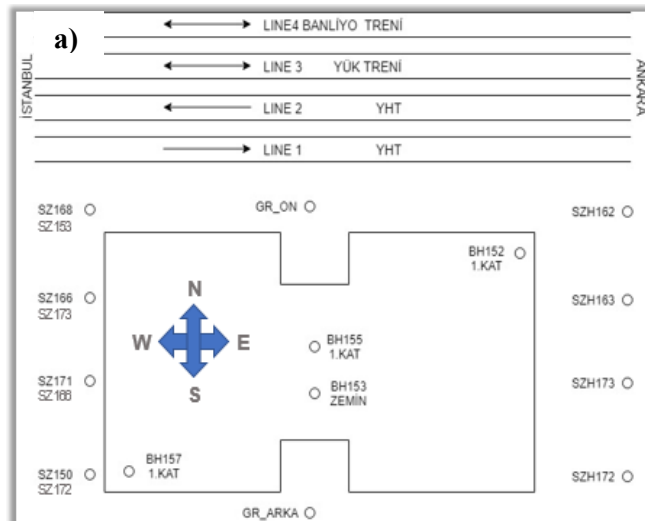 a)
LINE4 BANLİYO TRENİ
LINE 3 YÜK TRENİ
LINE 2 YHT
LINE 1 YHT
İSTANBUL
ANKARA
SZ168
SZ153
GR_ON
SZH162
BH152
1.KAT
SZ166
SZ173
N
W E
S
SZH163
BH155
1.KAT
SZ171
SZ166
BH153
ZEMİN
SZH173
BH157
1.KAT
SZ150
SZ172
SZH172
GR_ARKA